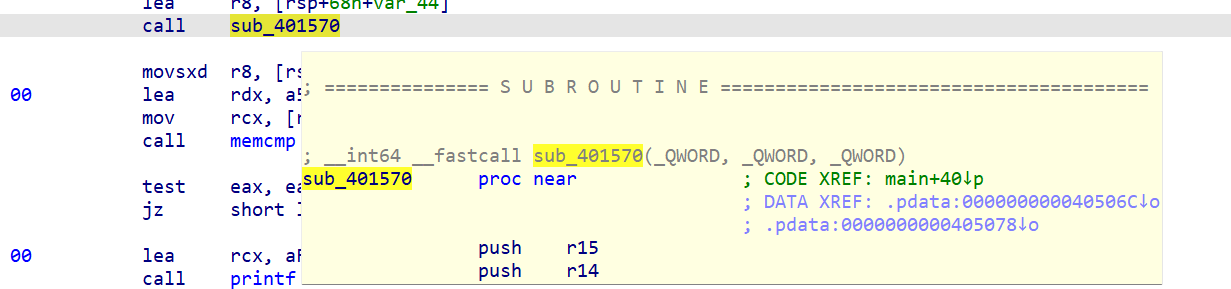 lea r8, [rsp+68h+var_44]
call sub_401570
movsxd r8, [rs
00 lea rdx, a5
mov rcx, [r
call memcmp
test eax, ea
jz short l
00 lea rcx, aF
call printf
; =============== S U B R O U T I N E =======================================
; __int64 __fastcall sub_401570(_QWORD, _QWORD, _QWORD)
sub_401570 proc near ; CODE XREF: main+40↓p
; DATA XREF: .pdata:000000000040506C↓o
; .pdata:0000000000405078↓o
push r15
push r14